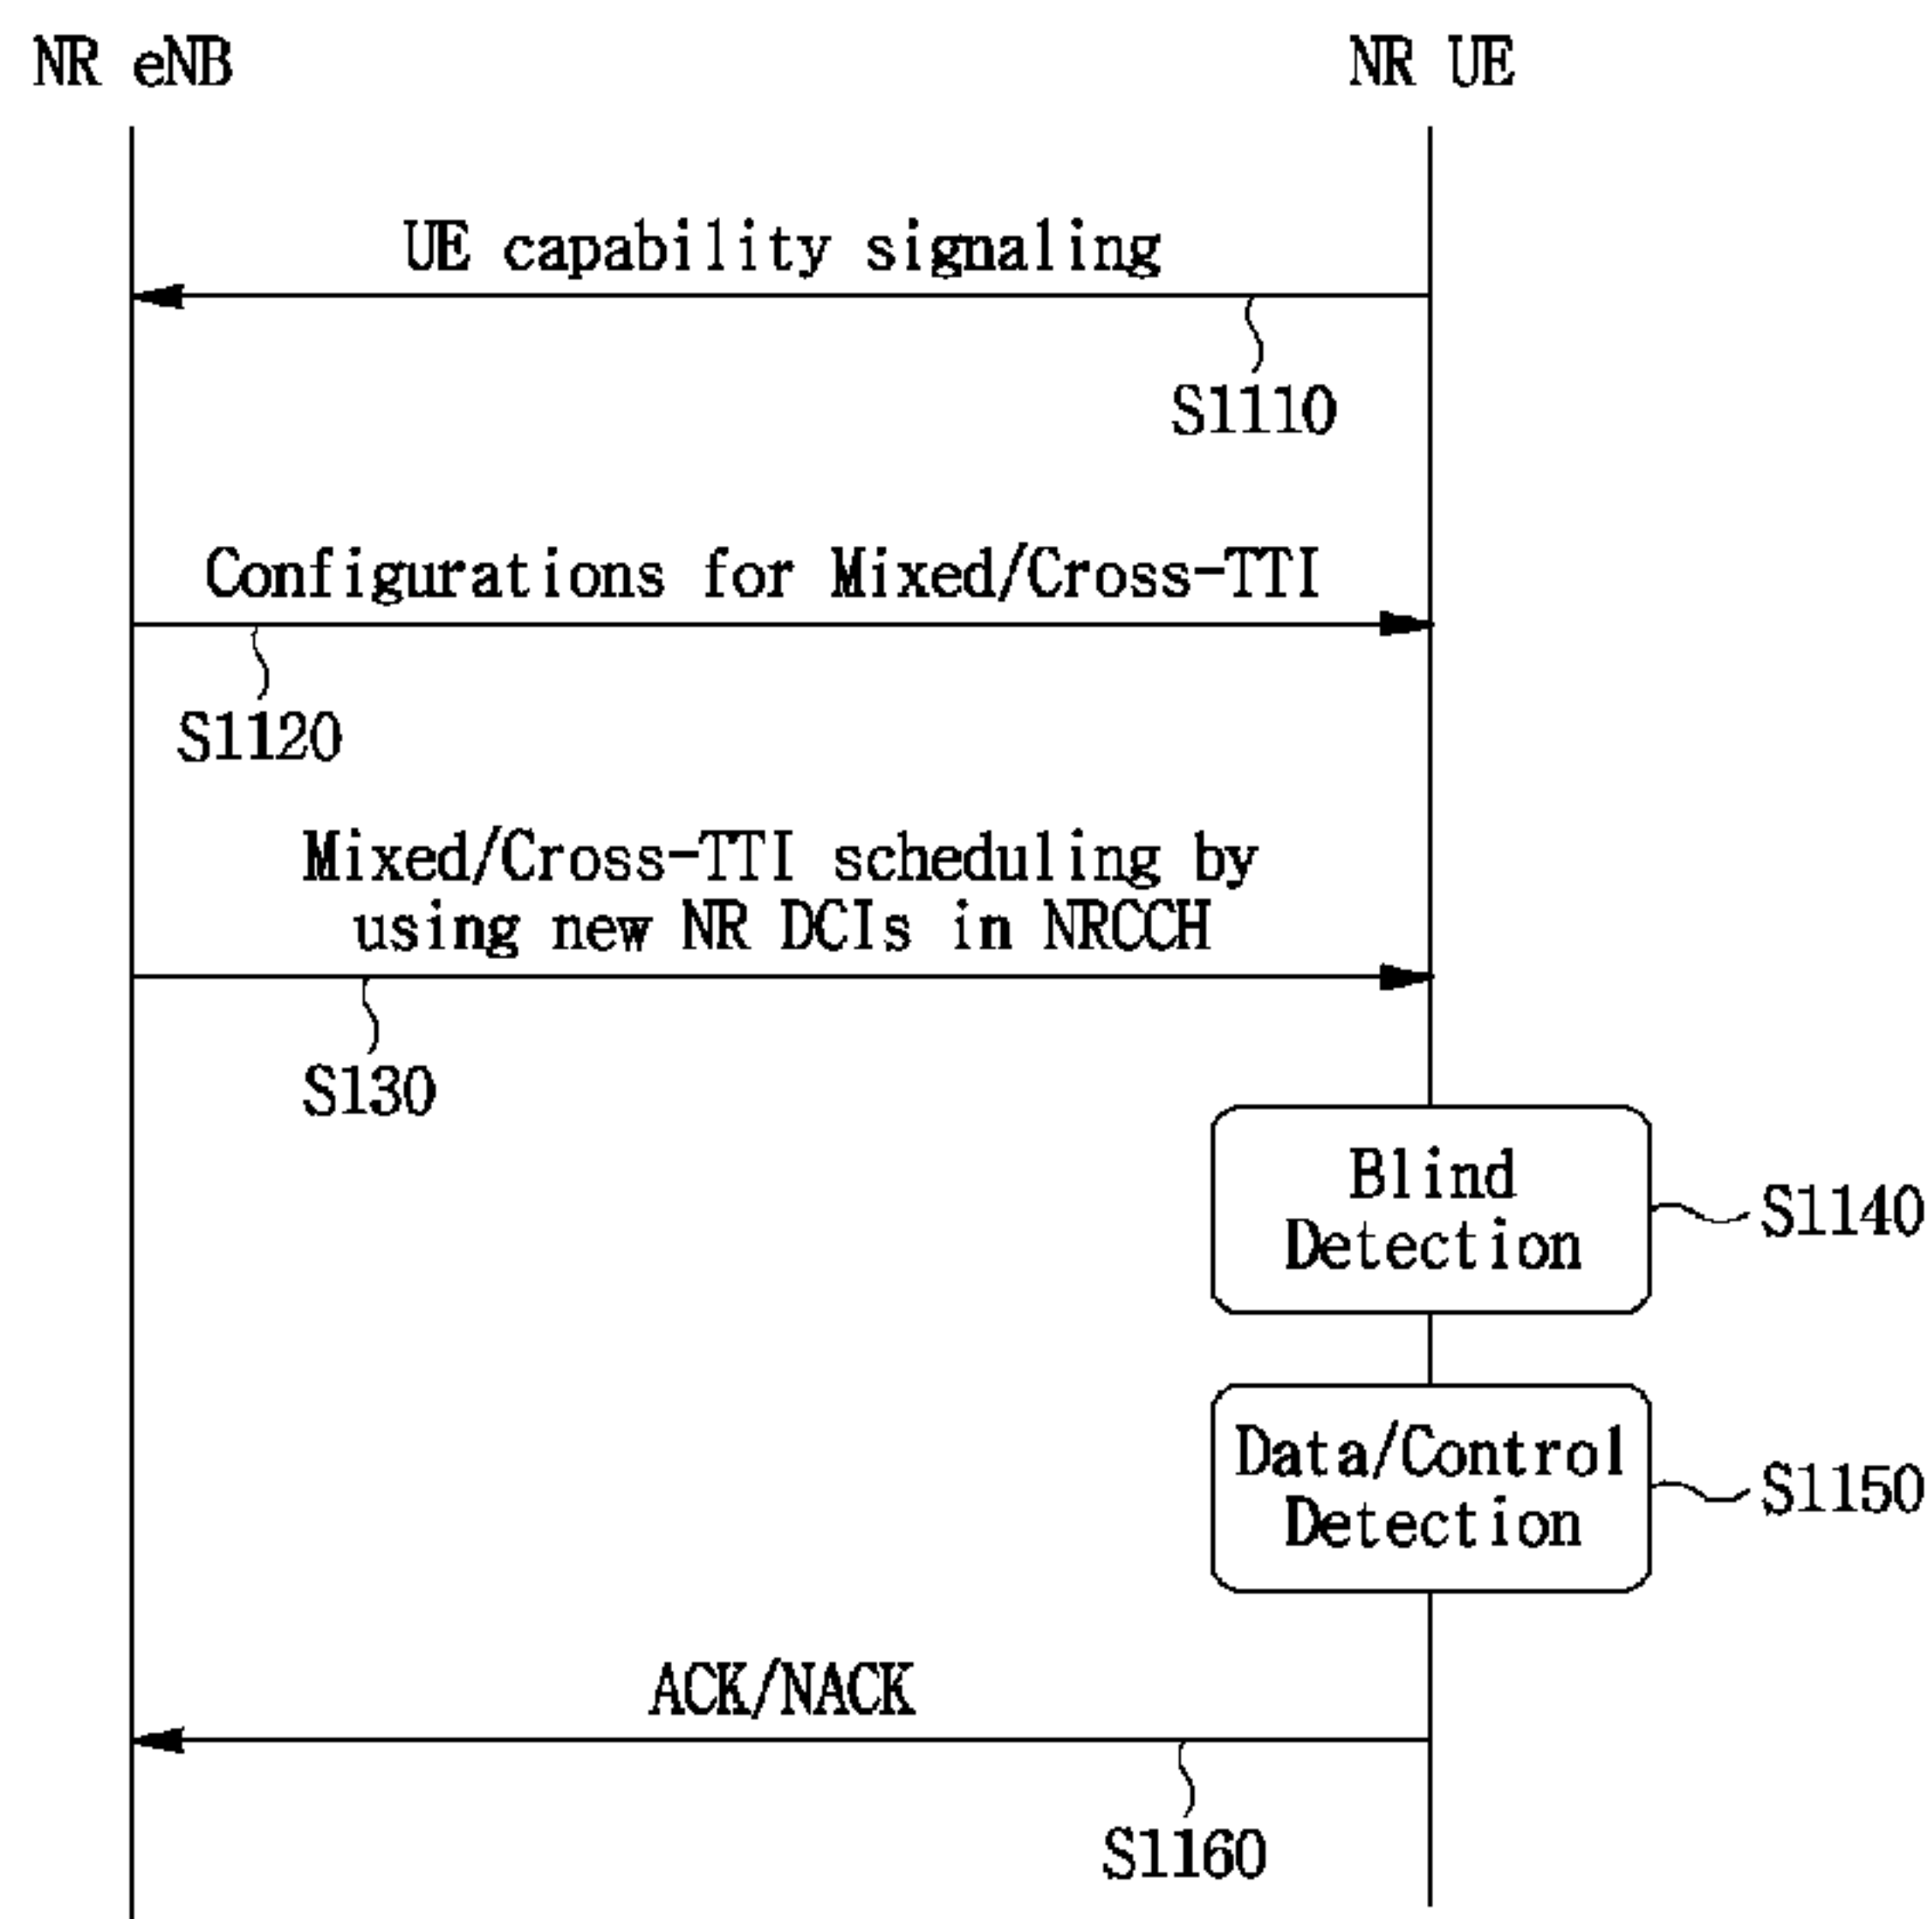 NR eNB
NR UE
UE capability signaling
S1110
Configurations for Mixed/Cross-TTI
S1120
Mixed/Cross-TTI scheduling by
using new NR DCIs in NRCCH
S130
Blind
Detection
S1140
Data/Control
Detection
S1150
ACK/NACK
S1160